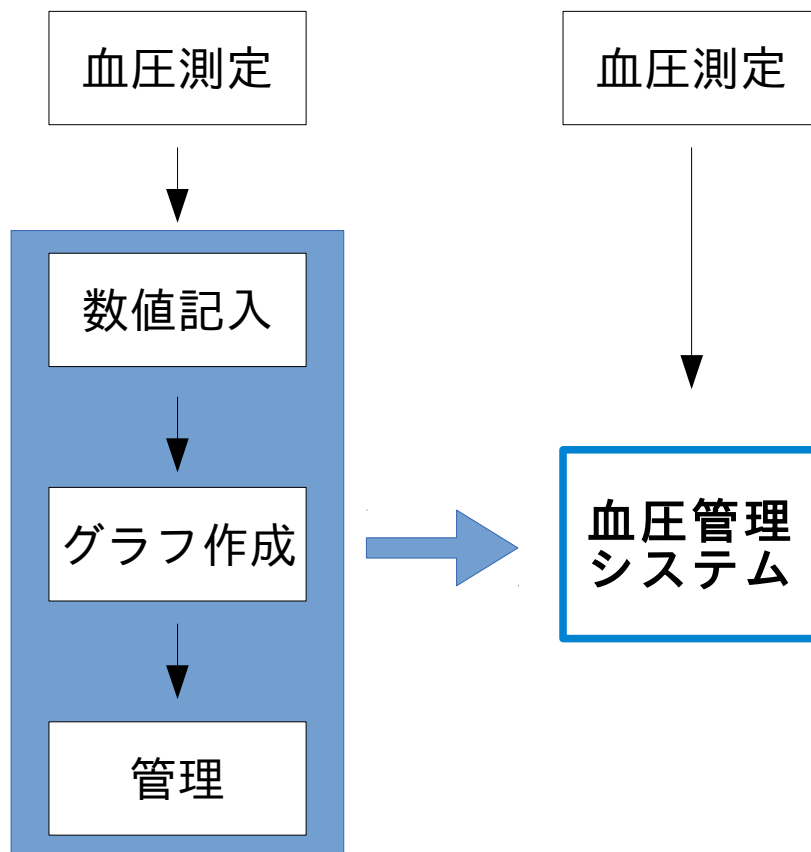 血圧測定
数値記入
グラフ作成
管理
血圧測定
血圧管理
システム